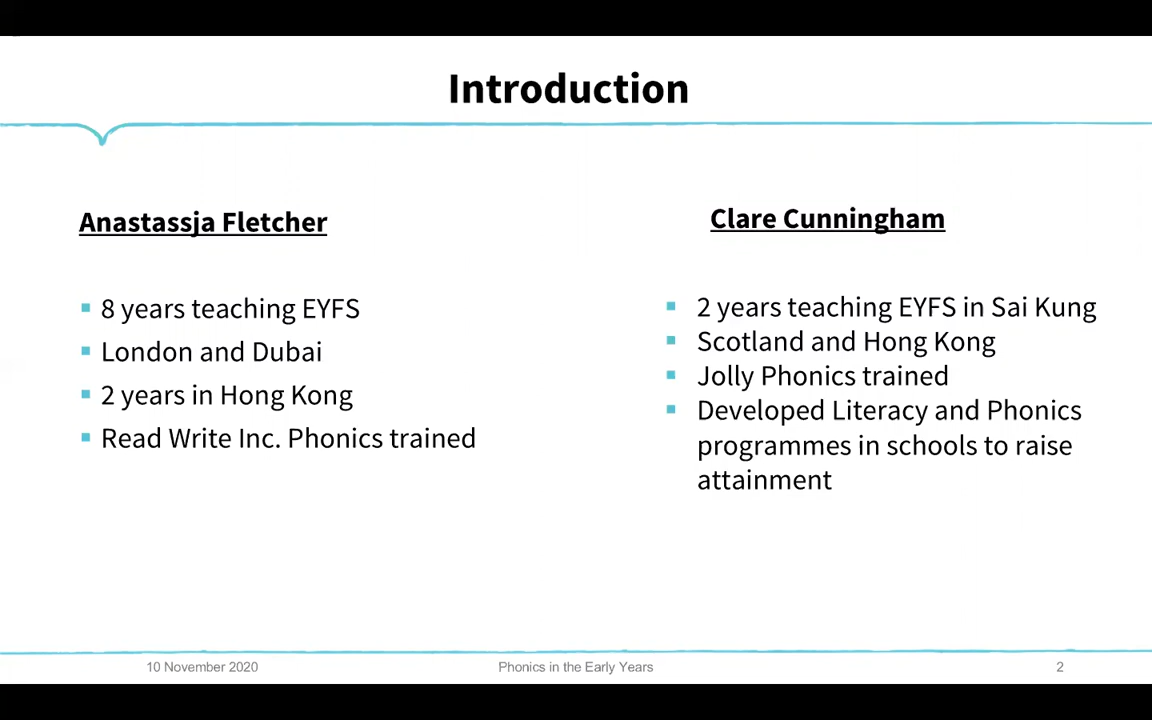 Introduction
Anastassja Fletcher
8 years teaching EYFS
London and Dubai
2 years in Hong Kong
Read Write Inc. Phonics trained
Clare Cunningham
2 years teaching EYFS in Sai Kung
Scotland and Hong Kong
Jolly Phonics trained
Developed Literacy and Phonics
programmes in schools to raise
attainment
10 November 2020
Phonics in the Early Years
2